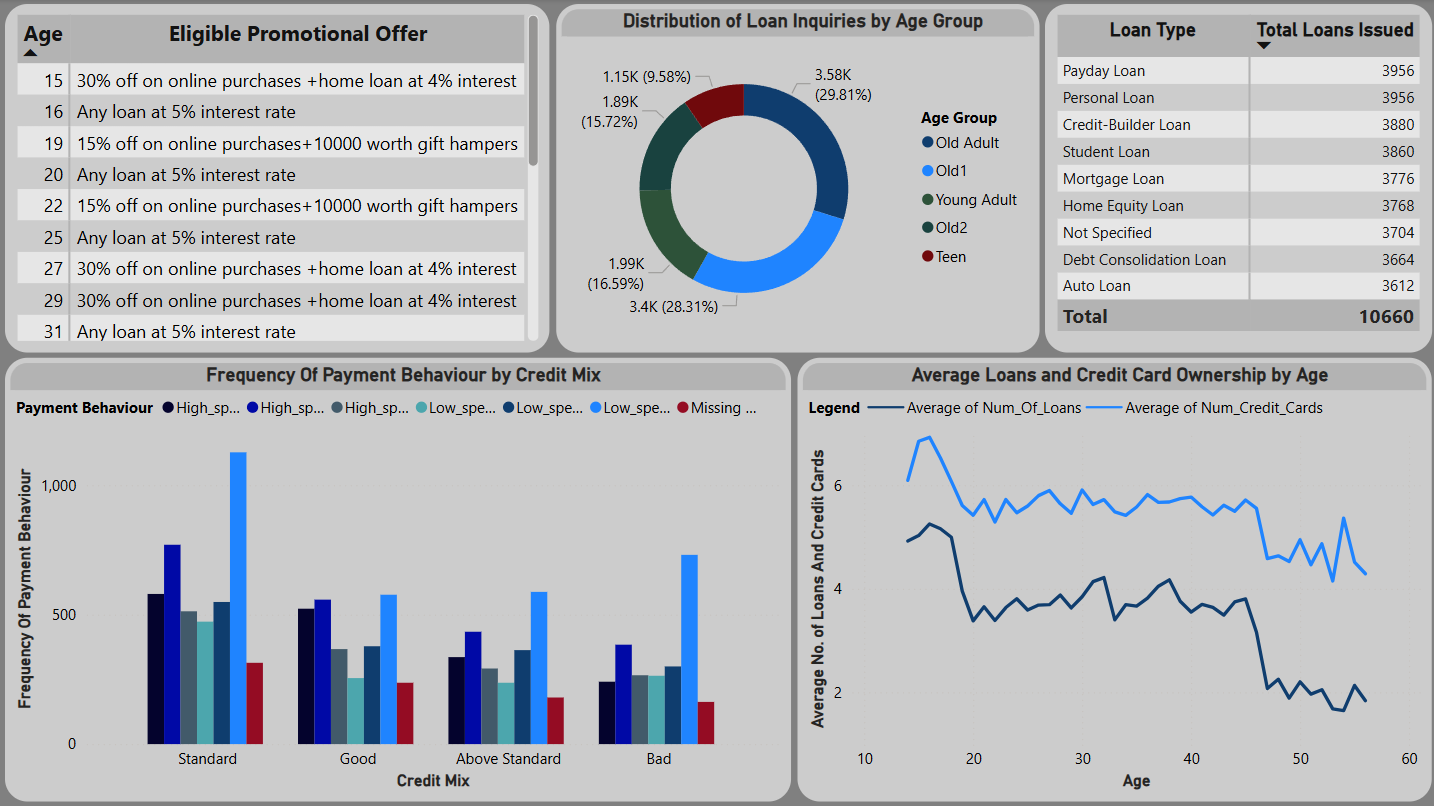 Age Eligible Promotional Offer
15 30% off on online purchases +home loan at 4% interest
16 Any loan at 5% interest rate
19 15% off on online purchases+10000 worth gift hampers
20 Any loan at 5% interest rate
22 15% off on online purchases+10000 worth gift hampers
25 Any loan at 5% interest rate
27 30% off on online purchases +home loan at 4% interest
29 30% off on online purchases +home loan at 4% interest
31 Any loan at 5% interest rate
Distribution of Loan Inquiries by Age Group
1.15K (9.58%)
3.58K
(29.81%)
1.89K
(15.72%)
1.99K
(16.59%)
3.4K (28.31%)
Age Group
Old Adult
Old1
Young Adult
Old2
Teen
Loan Type Total Loans Issued
Payday Loan 3956
Personal Loan 3956
Credit-Builder Loan 3880
Student Loan 3860
Mortgage Loan 3776
Home Equity Loan 3768
Not Specified 3704
Debt Consolidation Loan 3664
Auto Loan 3612
Total 10660
Frequency Of Payment Behaviour by Credit Mix
Payment Behaviour High_sp... High_sp... High_sp... Low_spe... Low_spe... Low_spe... Missing ...
Frequency Of Payment Behaviour
1,000
500
0
Standard Good Above Standard Bad
Credit Mix
Average Loans and Credit Card Ownership by Age
Legend Average of Num_Of_Loans Average of Num_Credit_Cards
Average No. of Loans And Credit Cards
6
4
2
10 20 30 40 50 60
Age